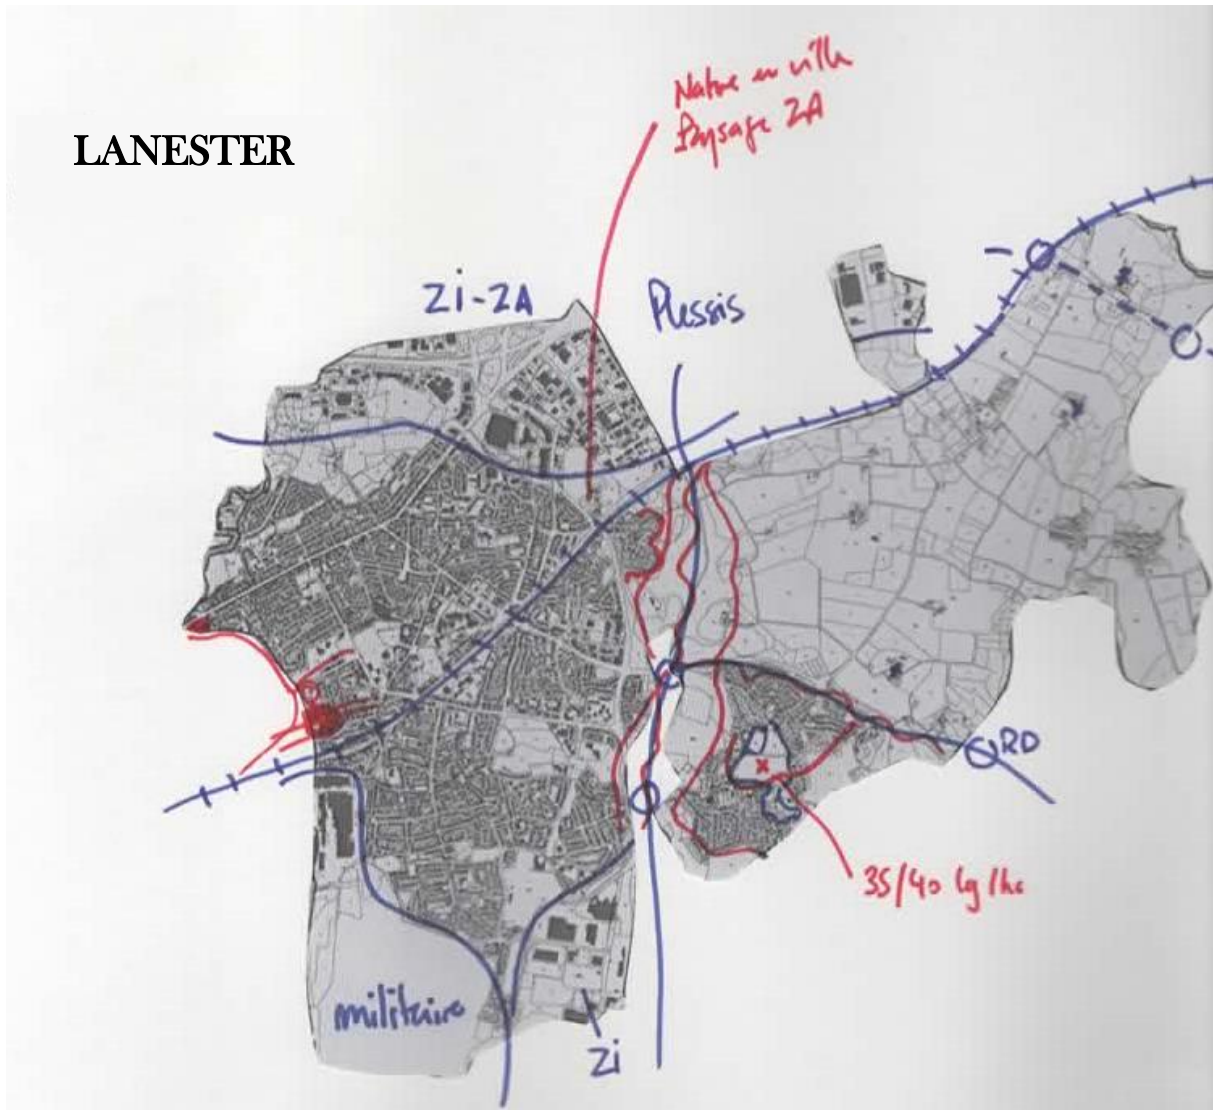 Nature en ville
Paysage ZA
LANESTER
Zi-ZA
Plessis
RD
35/40 lg/ha
militaire
Zi